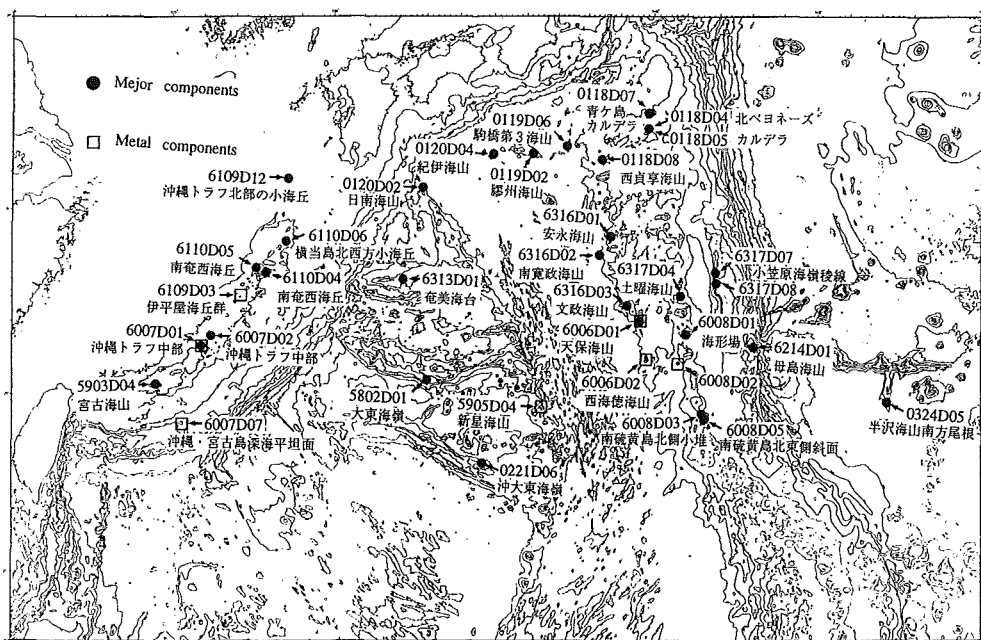 Mejor components
Metal components
0118D07
青ケ島
カルデラ
0118D04 北ベヨネーズ
0118D05 カルデラ
0119D06
駒橋第3海山
0120D04
紀伊海山
0119D02
膠州海山
0118D08
西貞享海山
6109D12
沖縄トラフ北部の小海丘
0120D02
日南海山
6316D01
安永海山
6110D06
横当島北西方小海丘
6110D05
南奄西海丘
6110D04
南奄西海丘
6313D01
奄美海台
6316D02
南寛政海山
6317D04
土曜海山
6317D07
小笠原海嶺稜線
6317D08
6109D03
伊平屋海丘群
6316D03
文政海山
6006D01
天保海山
6007D01
沖縄トラフ中部
6007D02
沖縄トラフ中部
6008D01
海形場
6214D01
母島海山
5903D04
宮古海山
5802D01
大東海嶺
5905D04
新星海山
6006D02
西海徳海山
6008D02
0324D05
半沢海山南方尾根
6007D07
沖縄 宮古島深海平坦面
6008D03
南硫黄島北側小堆
6008D05
南硫黄島北東側斜面
0221D06
沖大東海嶺